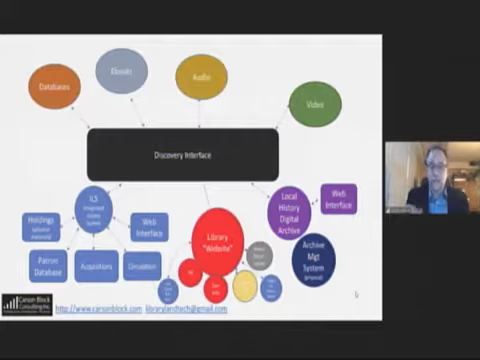 Databases
Ebooks
Audio
Video
Discovery Interface
ILS
Integrated
Library
System
Holdings
Web
Interface
Patron
Database
Acquisitions
Circulation
Library
"Website"
Local
History
Digital
Archive
Web
Interface
Archive
Mgt
System
Carson Block
Consulting Inc.
http://www.carsonblock.com librarylandtech@gmail.com